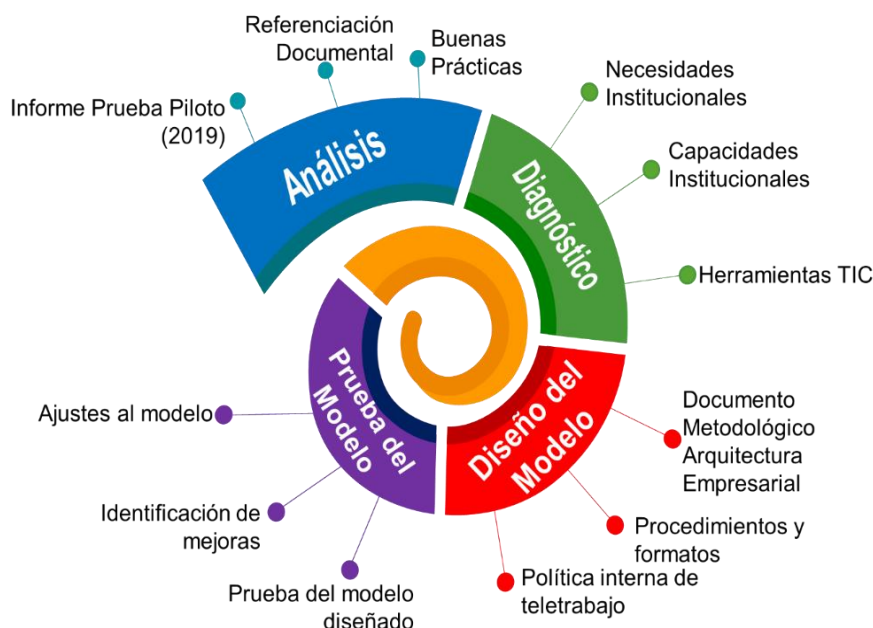 Informe Prueba Piloto
(2019)
Referenciación
Documental
Buenas
Prácticas
Análisis
Necesidades
Institucionales
Capacidades
Institucionales
Herramientas TIC
Diagnóstico
Documento
Metodológico
Arquitectura
Empresarial
Procedimientos y
formatos
Política interna de
teletrabajo
Diseño del
Modelo
Prueba del modelo
diseñado
Identificación de
mejoras
Ajustes al modelo
Prueba del
Modelo